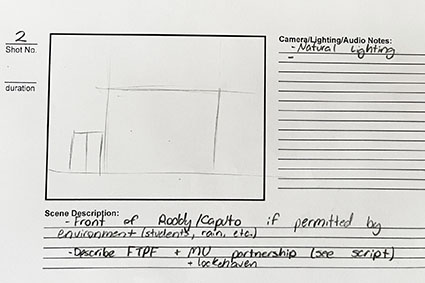 2
Shot No.
duration
Camera/Lighting/Audio Notes:
- Natural Lighting
-
Scene Description:
- Front of Roddy/Caputo if permitted by
environment (students, rain, etc.)
- Describe FTPF + MU partnership (see script)
+ lockehaven